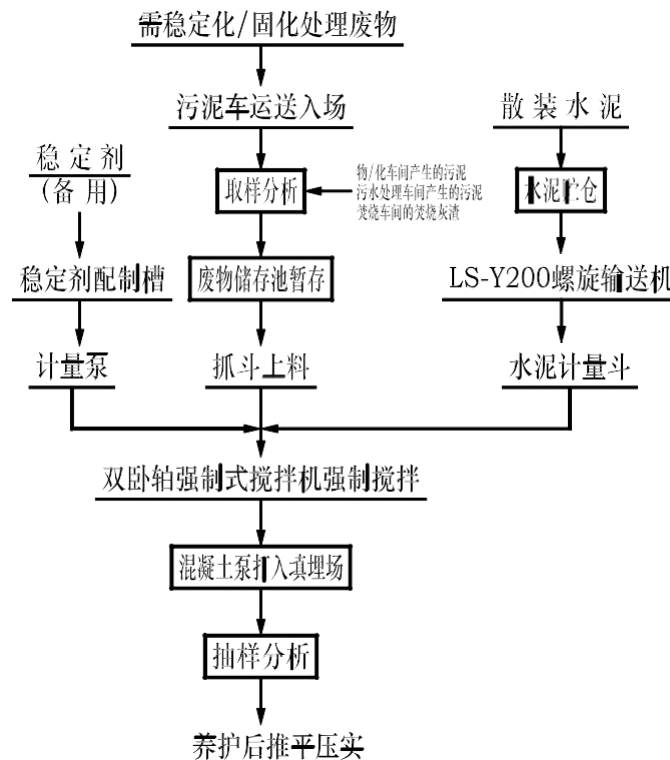 需稳定化/固化处理废物
污泥车运送入场
散装水泥
稳定剂
(备用)
取样分析
物/化车间产生的污泥
污水处理车间产生的污泥
焚烧车间的焚烧灰渣
水泥贮仓
稳定剂配制槽
废物储存池暂存
LS-Y200螺旋输送机
计量泵
抓斗上料
水泥计量斗
双卧轴强制式搅拌机强制搅拌
混凝土泵打入填埋场
抽样分析
养护后推平压实